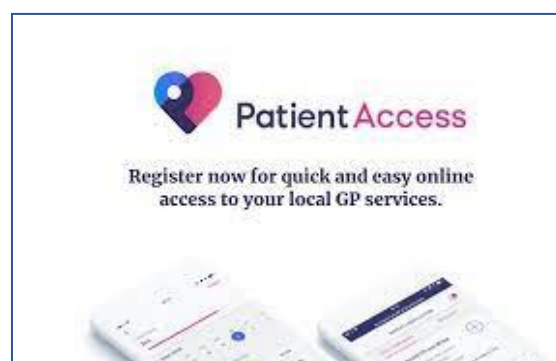 Patient Access
Register now for quick and easy online
access to your local GP services.